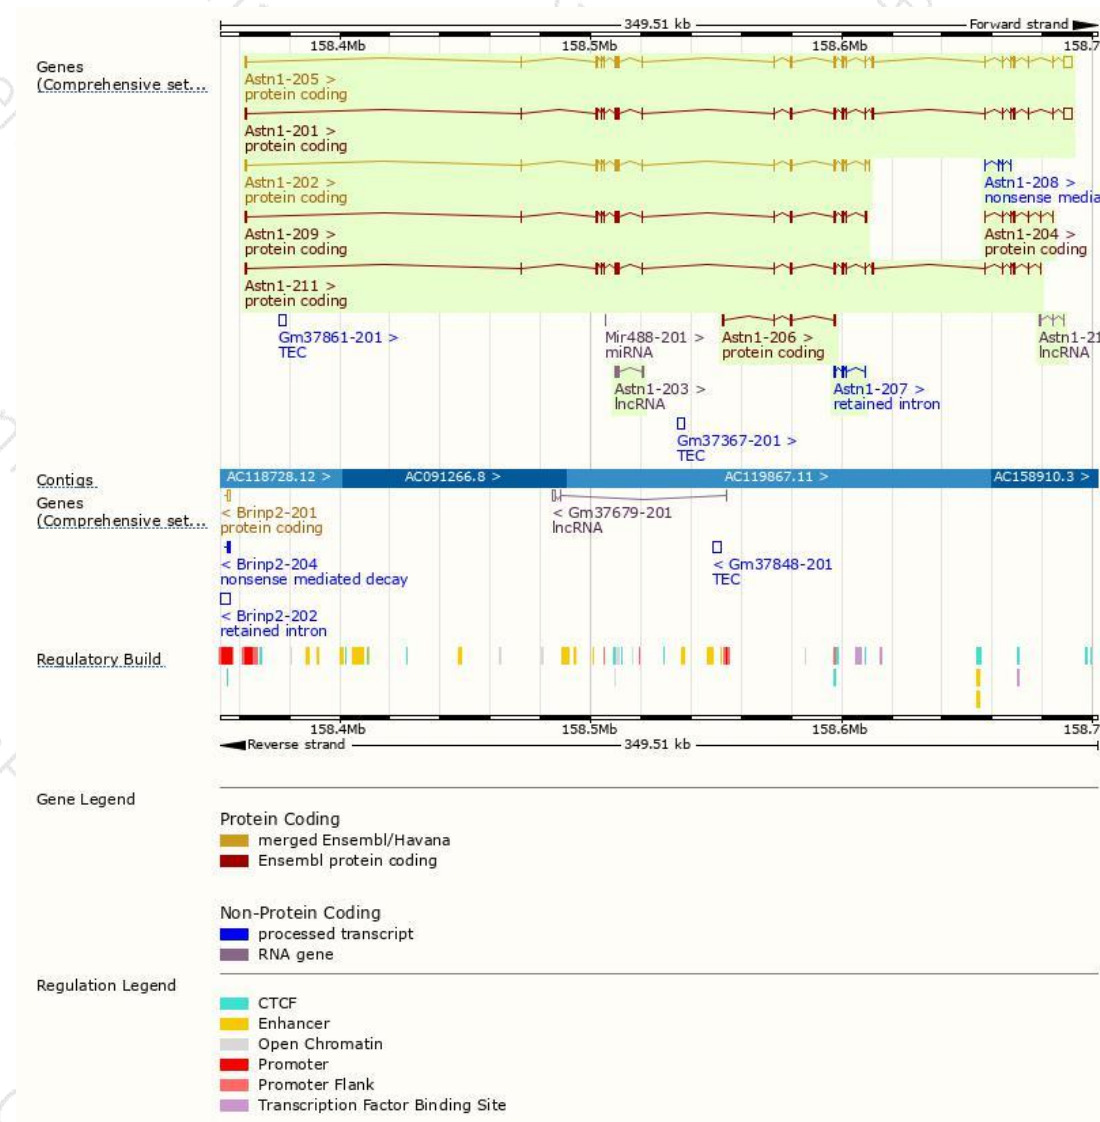 349.51 kb Forward strand
158.4Mb 158.5Mb 158.6Mb 158.7
Genes
(Comprehensive set...
Astn1-205 >
protein coding
Astn1-201 >
protein coding
Astn1-202 > Astn1-208 >
protein coding nonsense media
Astn1-209 > Astn1-204 >
protein coding protein coding
Astn1-211 >
protein coding
Gm37861-201 > Mir488-201 > Astn1-206 > Astn1-21
TEC miRNA protein coding lncRNA
Astn1-203 > Astn1-207 >
lncRNA retained intron
Gm37367-201 >
TEC
Contigs AC118728.12 > AC091266.8 > AC119867.11 > AC158910.3 >
Genes
(Comprehensive set...
< Brinp2-201 < Gm37679-201
protein coding lncRNA
< Brinp2-204 < Gm37848-201
nonsense mediated decay TEC
< Brinp2-202
retained intron
Regulatory Build
158.4Mb 158.5Mb 158.6Mb 158.7
Reverse strand 349.51 kb
Gene Legend
Protein Coding
merged Ensembl/Havana
Ensembl protein coding
Non-Protein Coding
processed transcript
RNA gene
Regulation Legend
CTCF
Enhancer
Open Chromatin
Promoter
Promoter Flank
Transcription Factor Binding Site